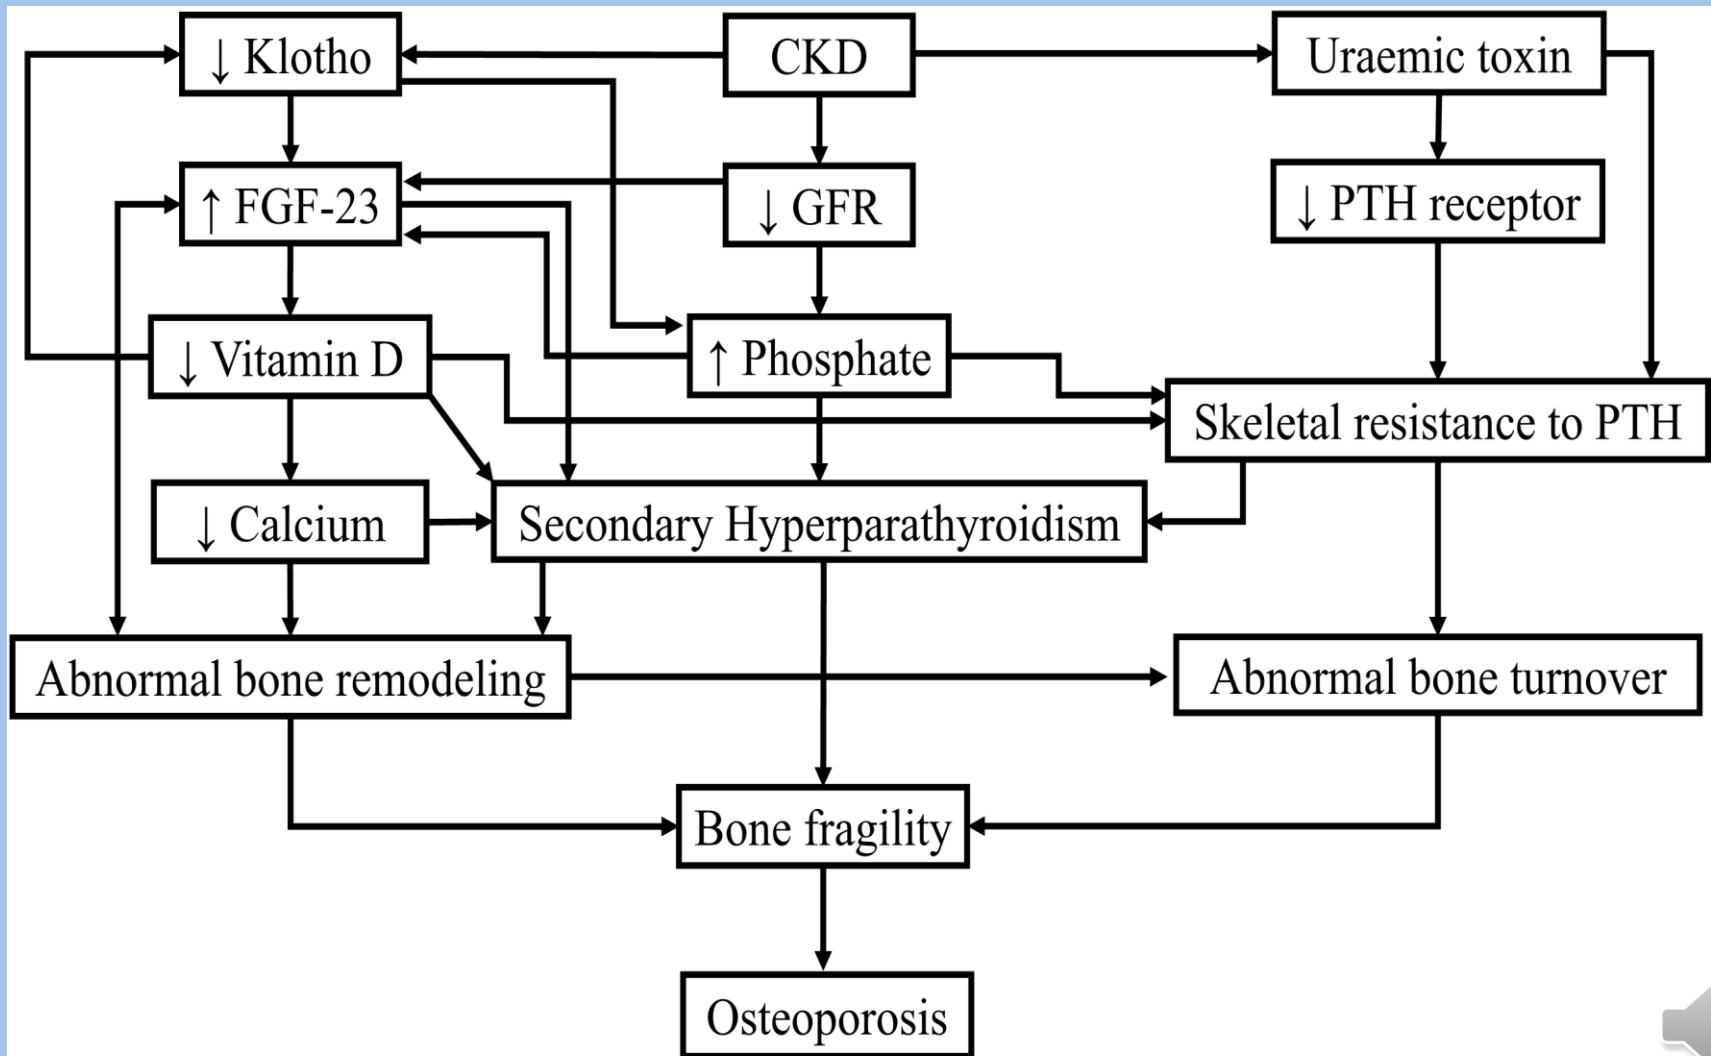 ↓ Klotho
CKD
Uraemic toxin
↑ FGF-23
↓ GFR
↓ PTH receptor
↓ Vitamin D
↑ Phosphate
Skeletal resistance to PTH
↓ Calcium
Secondary Hyperparathyroidism
Abnormal bone remodeling
Abnormal bone turnover
Bone fragility
Osteoporosis